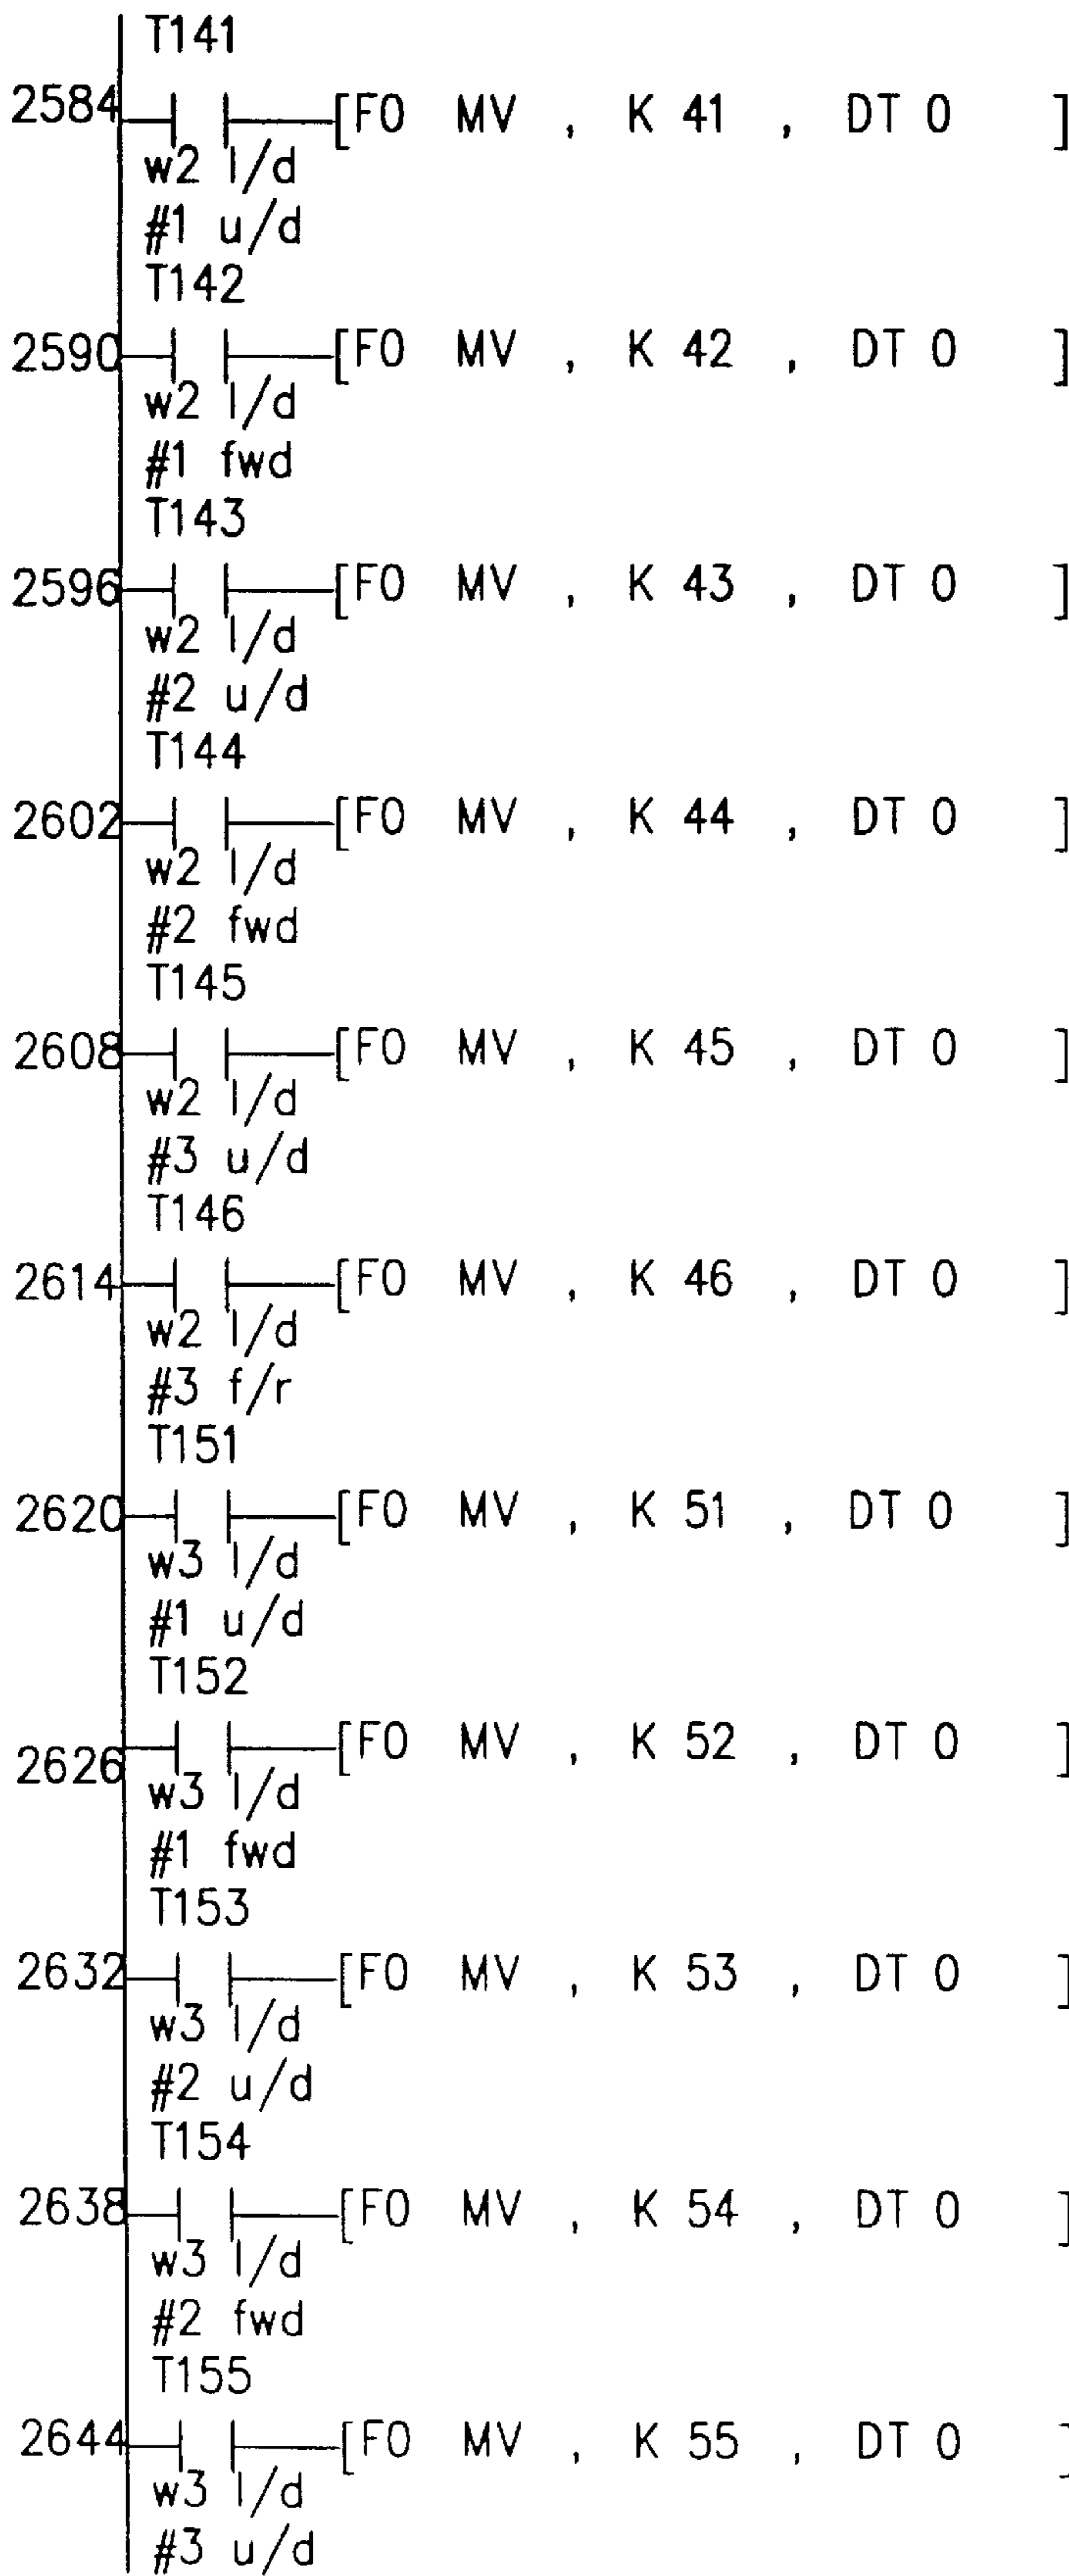 T141
2584 [F0 MV , K 41 , DT 0 ]
w2 l/d
#1 u/d
T142
2590 [F0 MV , K 42 , DT 0 ]
w2 l/d
#1 fwd
T143
2596 [F0 MV , K 43 , DT 0 ]
w2 l/d
#2 u/d
T144
2602 [F0 MV , K 44 , DT 0 ]
w2 l/d
#2 fwd
T145
2608 [F0 MV , K 45 , DT 0 ]
w2 l/d
#3 u/d
T146
2614 [F0 MV , K 46 , DT 0 ]
w2 l/d
#3 f/r
T151
2620 [F0 MV , K 51 , DT 0 ]
w3 l/d
#1 u/d
T152
2626 [F0 MV , K 52 , DT 0 ]
w3 l/d
#1 fwd
T153
2632 [F0 MV , K 53 , DT 0 ]
w3 l/d
#2 u/d
T154
2638 [F0 MV , K 54 , DT 0 ]
w3 l/d
#2 fwd
T155
2644 [F0 MV , K 55 , DT 0 ]
w3 l/d
#3 u/d